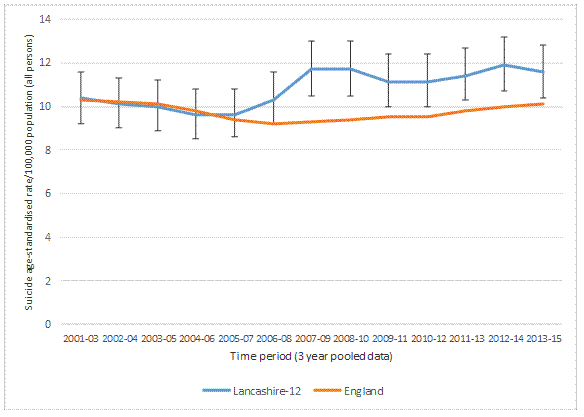 14
12
10
8
6
4
2
0
Suicide age-standardised rate/100,000 population (all persons)
2001-03 2002-04 2003-05 2004-06 2005-07 2006-08 2007-09 2008-10 2009-11 2010-12 2011-13 2012-14 2013-15
Time period (3 year pooled data)
Lancashire-12 England